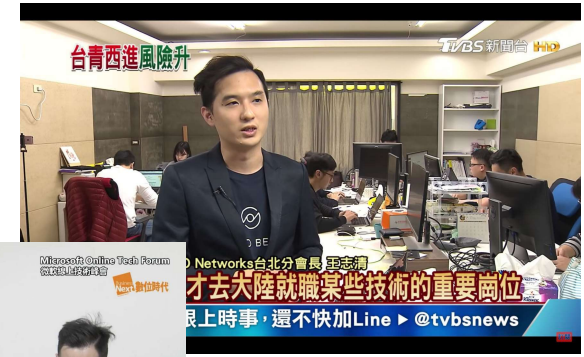 TVBS 新聞台 HD
台青西進風險升
O BE
O Networks台北分會長 王志清
才去大陸就職某些技術的重要崗位
跟上時事，還不快加Line ▶ @tvbsnews
Microsoft Online Tech Forum
微軟線上技術峰會
Next 數位時代